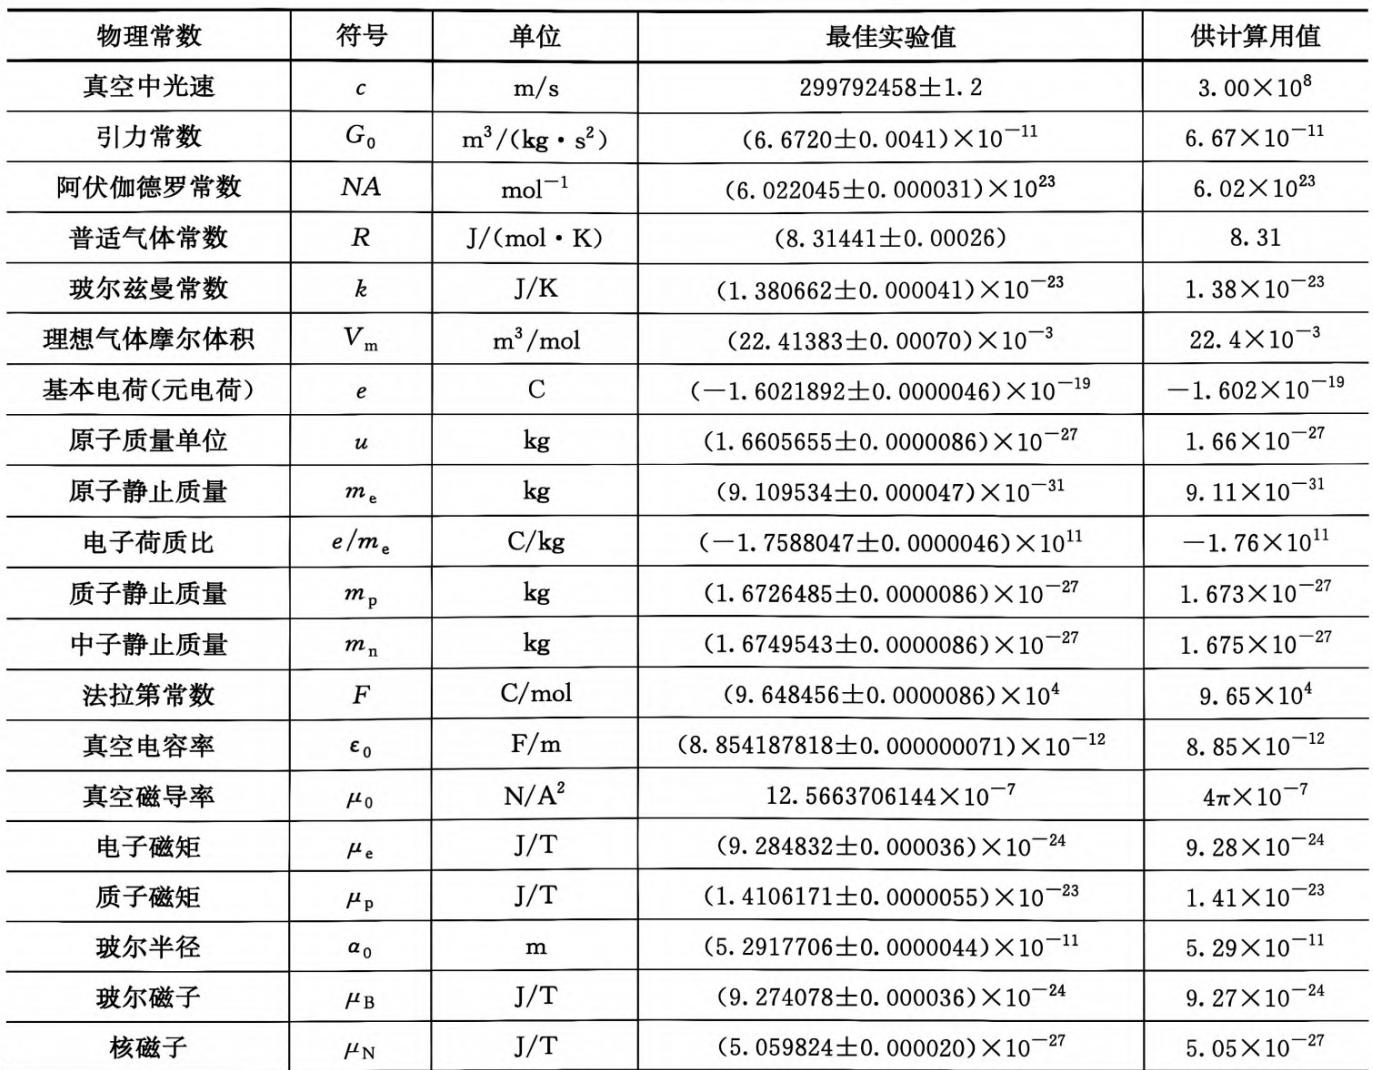 物理常数 符号 单位 最佳实验值 供计算用值
真空中光速 c m/s 299792458±1.2 3.00×10⁸
引力常数 G₀ m³/(kg·s²) (6.6720±0.0041)×10⁻¹¹ 6.67×10⁻¹¹
阿伏伽德罗常数 NA mol⁻¹ (6.022045±0.000031)×10²³ 6.02×10²³
普适气体常数 R J/(mol·K) (8.31441±0.00026) 8.31
玻尔兹曼常数 k J/K (1.380662±0.000041)×10⁻²³ 1.38×10⁻²³
理想气体摩尔体积 Vₘ m³/mol (22.41383±0.00070)×10⁻³ 22.4×10⁻³
基本电荷(元电荷) e C (−1.6021892±0.0000046)×10⁻¹⁹ −1.602×10⁻¹⁹
原子质量单位 u kg (1.6605655±0.0000086)×10⁻²⁷ 1.66×10⁻²⁷
原子静止质量 mₑ kg (9.109534±0.000047)×10⁻³¹ 9.11×10⁻³¹
电子荷质比 e/mₑ C/kg (−1.7588047±0.0000046)×10¹¹ −1.76×10¹¹
质子静止质量 mₚ kg (1.6726485±0.0000086)×10⁻²⁷ 1.673×10⁻²⁷
中子静止质量 mₙ kg (1.6749543±0.0000086)×10⁻²⁷ 1.675×10⁻²⁷
法拉第常数 F C/mol (9.648456±0.0000086)×10⁴ 9.65×10⁴
真空电容率 ε₀ F/m (8.854187818±0.000000071)×10⁻¹² 8.85×10⁻¹²
真空磁导率 μ₀ N/A² 12.5663706144×10⁻⁷ 4π×10⁻⁷
电子磁矩 μₑ J/T (9.284832±0.000036)×10⁻²⁴ 9.28×10⁻²⁴
质子磁矩 μₚ J/T (1.4106171±0.0000055)×10⁻²³ 1.41×10⁻²³
玻尔半径 α₀ m (5.2917706±0.0000044)×10⁻¹¹ 5.29×10⁻¹¹
玻尔磁子 μB J/T (9.274078±0.000036)×10⁻²⁴ 9.27×10⁻²⁴
核磁子 μN J/T (5.059824±0.000020)×10⁻²⁷ 5.05×10⁻²⁷